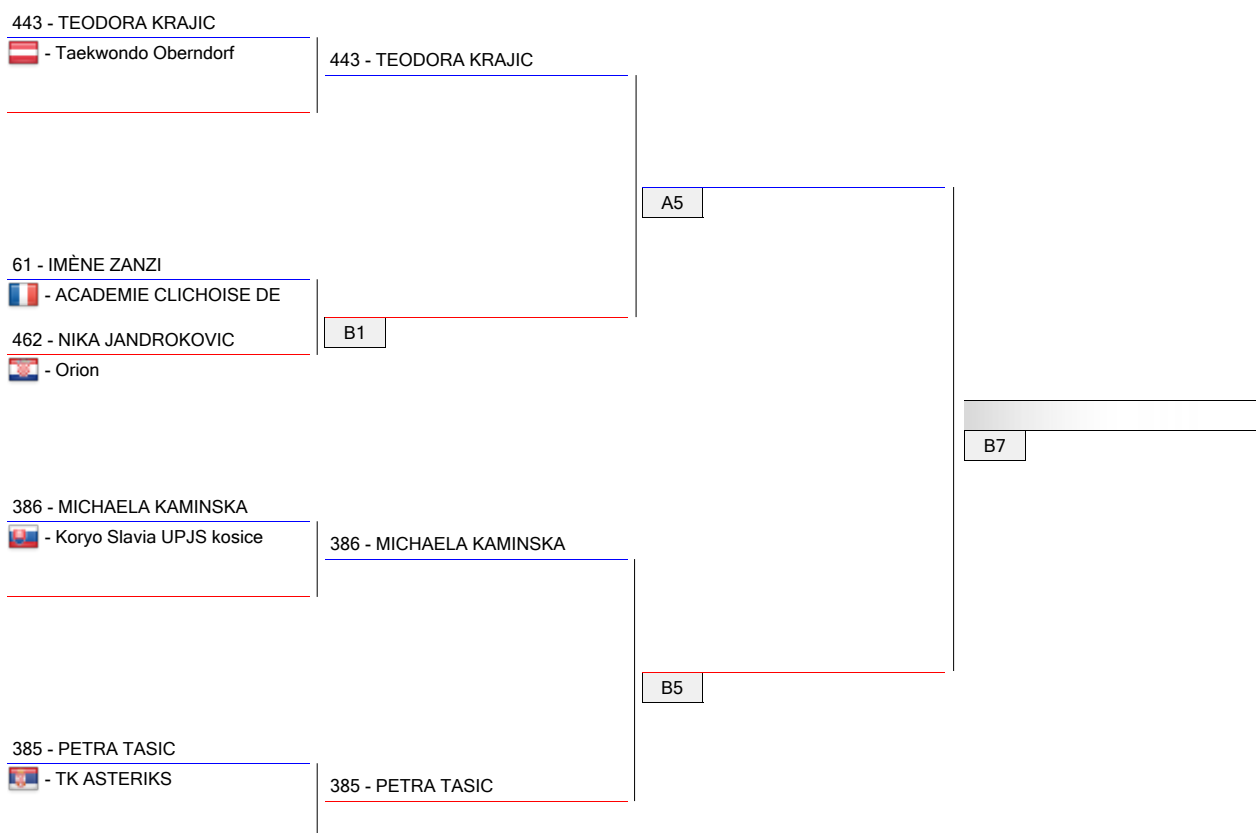 443 - TEODORA KRAJIC
- Taekwondo Oberndorf
443 - TEODORA KRAJIC
A5
61 - IMÈNE ZANZI
- ACADEMIE CLICHOISE DE
462 - NIKA JANDROKOVIC
B1
- Orion
B7
386 - MICHAELA KAMINSKA
- Koryo Slavia UPJS kosice
386 - MICHAELA KAMINSKA
B5
385 - PETRA TASIC
- TK ASTERIKS
385 - PETRA TASIC